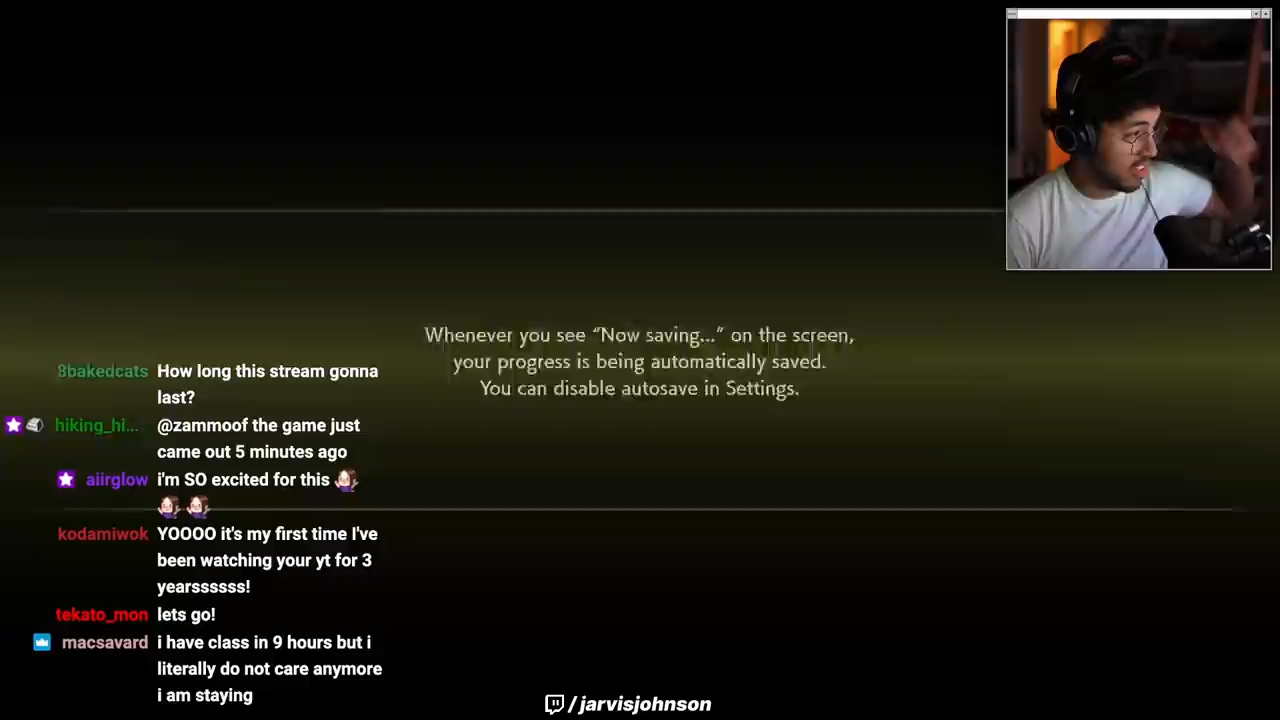 Whenever you see “Now saving...” on the screen,
your progress is being automatically saved.
You can disable autosave in Settings.
8bakedcats How long this stream gonna
last?
hiking_hi... @zammoof the game just
came out 5 minutes ago
aiirglow i'm SO excited for this
kodamiwok YOOOO it's my first time I've
been watching your yt for 3
yearssssss!
tekato_mon lets go!
macsavard i have class in 9 hours but i
literally do not care anymore
i am staying
/jarvisjohnson